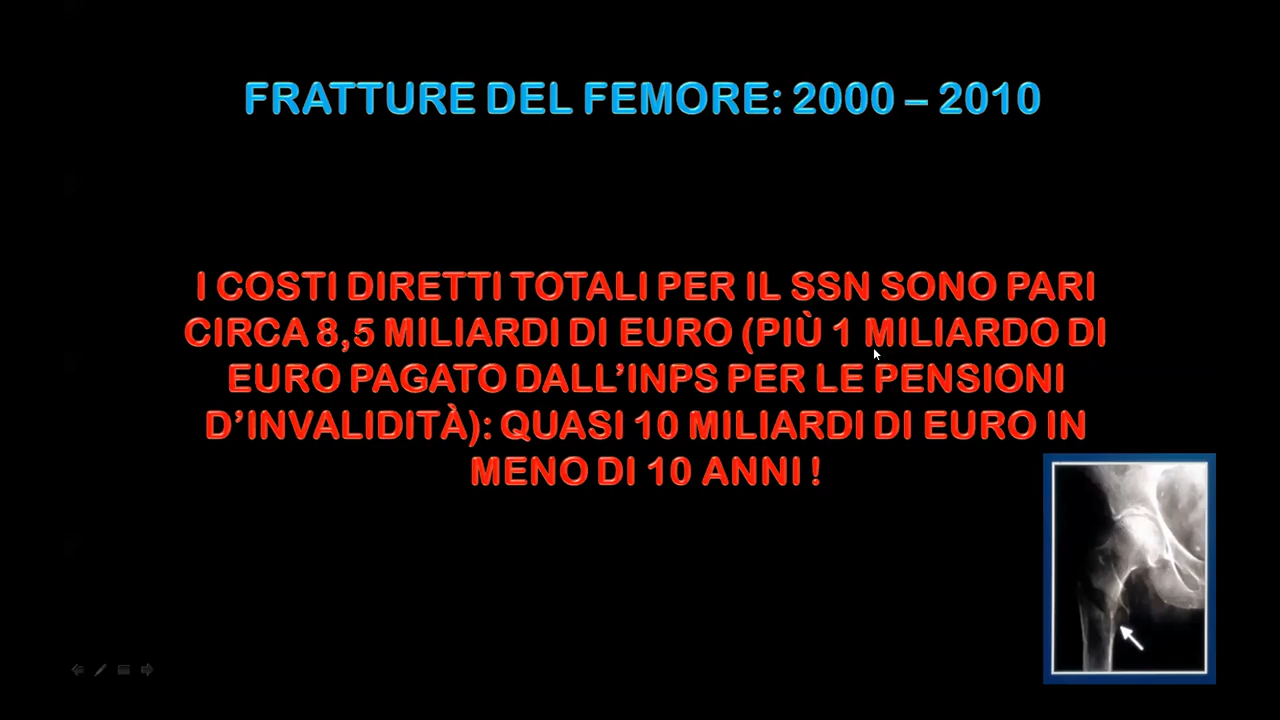 FRATTURE DEL FEMORE: 2000 – 2010
I COSTI DIRETTI TOTALI PER IL SSN SONO PARI
CIRCA 8,5 MILIARDI DI EURO (PIÙ 1 MILIARDO DI
EURO PAGATO DALL’INPS PER LE PENSIONI
D’INVALIDITÀ): QUASI 10 MILIARDI DI EURO IN
MENO DI 10 ANNI !